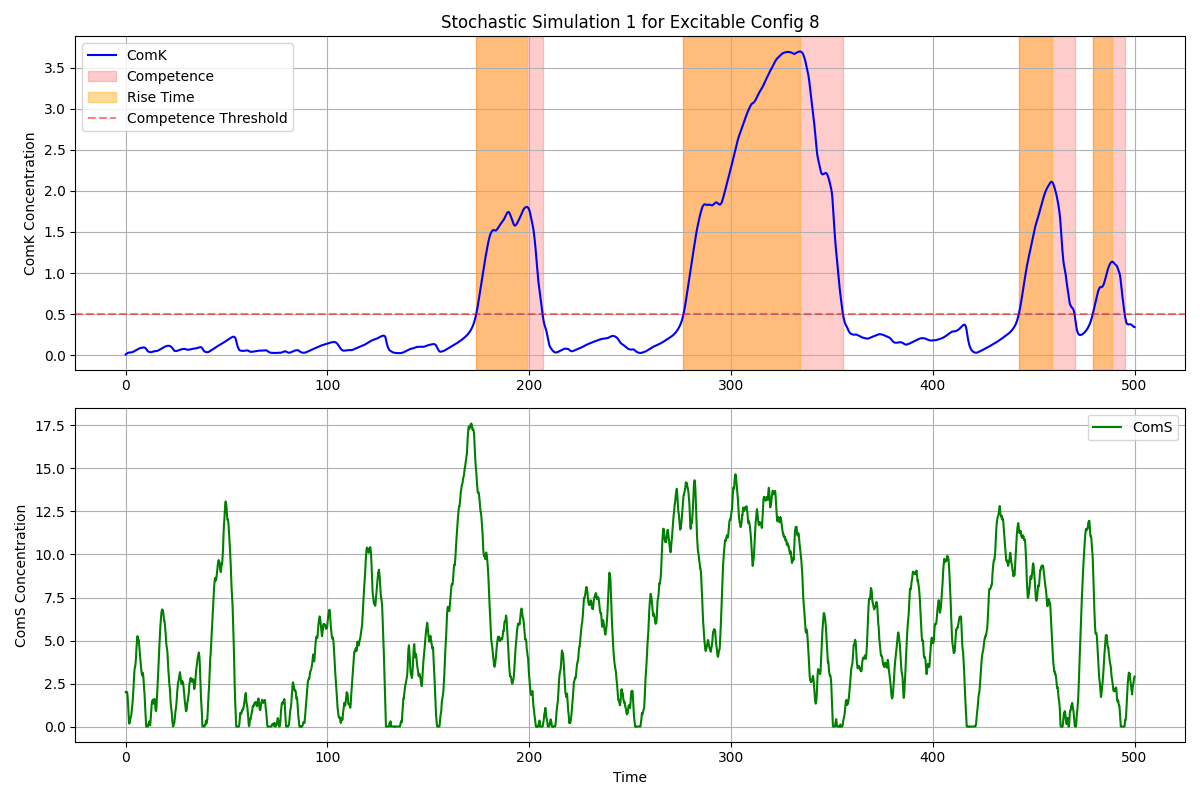 Stochastic Simulation 1 for Excitable Config 8
ComK
Competence
Rise Time
Competence Threshold
ComK Concentration
3.5
3.0
2.5
2.0
1.5
1.0
0.5
0.0
0 100 200 300 400 500
ComS
ComS Concentration
17.5
15.0
12.5
10.0
7.5
5.0
2.5
0.0
0 100 200 300 400 500
Time